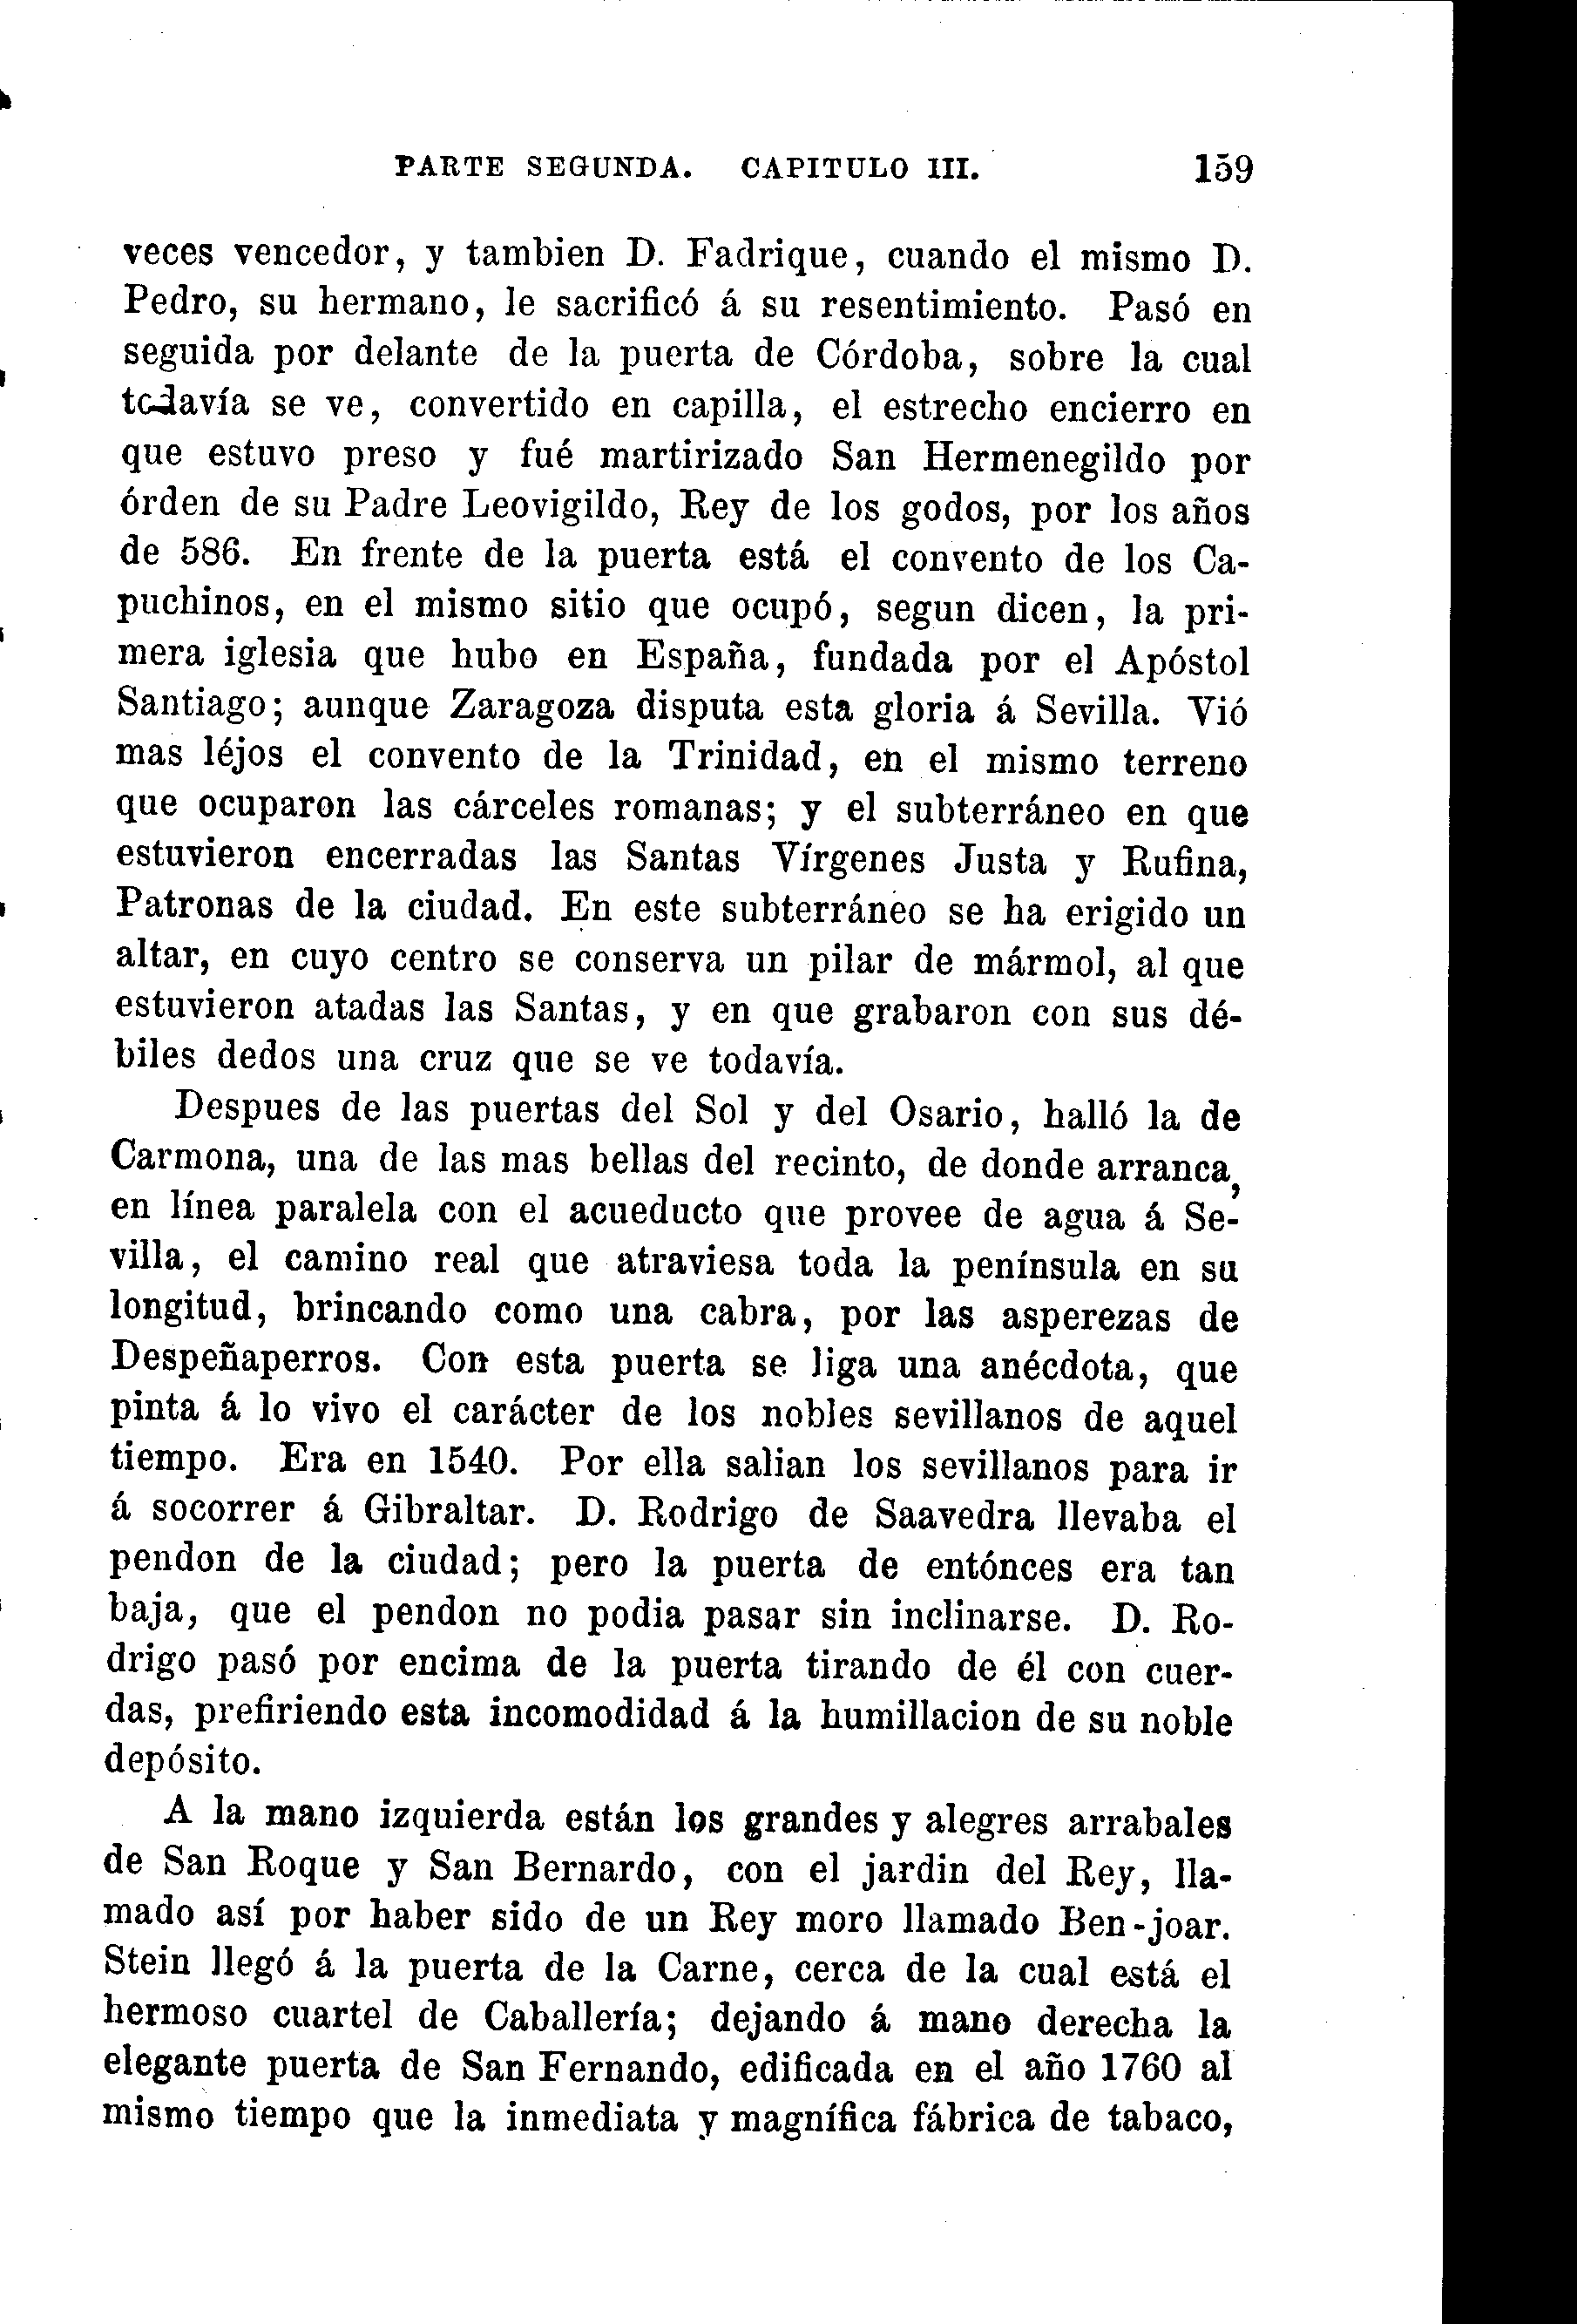 PARTE SEGUNDA. CAPITULO III. 159
veces vencedor, y tambien D. Fadrique, cuando el mismo D.
Pedro, su hermano, le sacrificó á su resentimiento. Pasó en
seguida por delante de la puerta de Córdoba, sobre la cual
todavía se ve, convertido en capilla, el estrecho encierro en
que estuvo preso y fué martirizado San Hermenegildo por
órden de su Padre Leovigildo, Rey de los godos, por los años
de 586. En frente de la puerta está el convento de los Ca-
puchinos, en el mismo sitio que ocupó, segun dicen, la pri-
mera iglesia que hubo en España, fundada por el Apóstol
Santiago; aunque Zaragoza disputa esta gloria á Sevilla. Vió
mas léjos el convento de la Trinidad, en el mismo terreno
que ocuparon las cárceles romanas; y el subterráneo en que
estuvieron encerradas las Santas Vírgenes Justa y Rufina,
Patronas de la ciudad. En este subterráneo se ha erigido un
altar, en cuyo centro se conserva un pilar de mármol, al que
estuvieron atadas las Santas, y en que grabaron con sus dé-
biles dedos una cruz que se ve todavía.
Despues de las puertas del Sol y del Osario, halló la de
Carmona, una de las mas bellas del recinto, de donde arranca,
en línea paralela con el acueducto que provee de agua á Se-
villa, el camino real que atraviesa toda la península en su
longitud, brincando como una cabra, por las asperezas de
Despeñaperros. Con esta puerta se liga una anécdota, que
pinta á lo vivo el carácter de los nobles sevillanos de aquel
tiempo. Era en 1540. Por ella salian los sevillanos para ir
á socorrer á Gibraltar. D. Rodrigo de Saavedra llevaba el
pendon de la ciudad; pero la puerta de entónces era tan
baja, que el pendon no podia pasar sin inclinarse. D. Ro-
drigo pasó por encima de la puerta tirando de él con cuer-
das, prefiriendo esta incomodidad á la humillacion de su noble
depósito.
A la mano izquierda están los grandes y alegres arrabales
de San Roque y San Bernardo, con el jardin del Rey, lla-
mado así por haber sido de un Rey moro llamado Ben-joar.
Stein llegó á la puerta de la Carne, cerca de la cual está el
hermoso cuartel de Caballería; dejando á mano derecha la
elegante puerta de San Fernando, edificada en el año 1760 al
mismo tiempo que la inmediata y magnífica fábrica de tabaco,